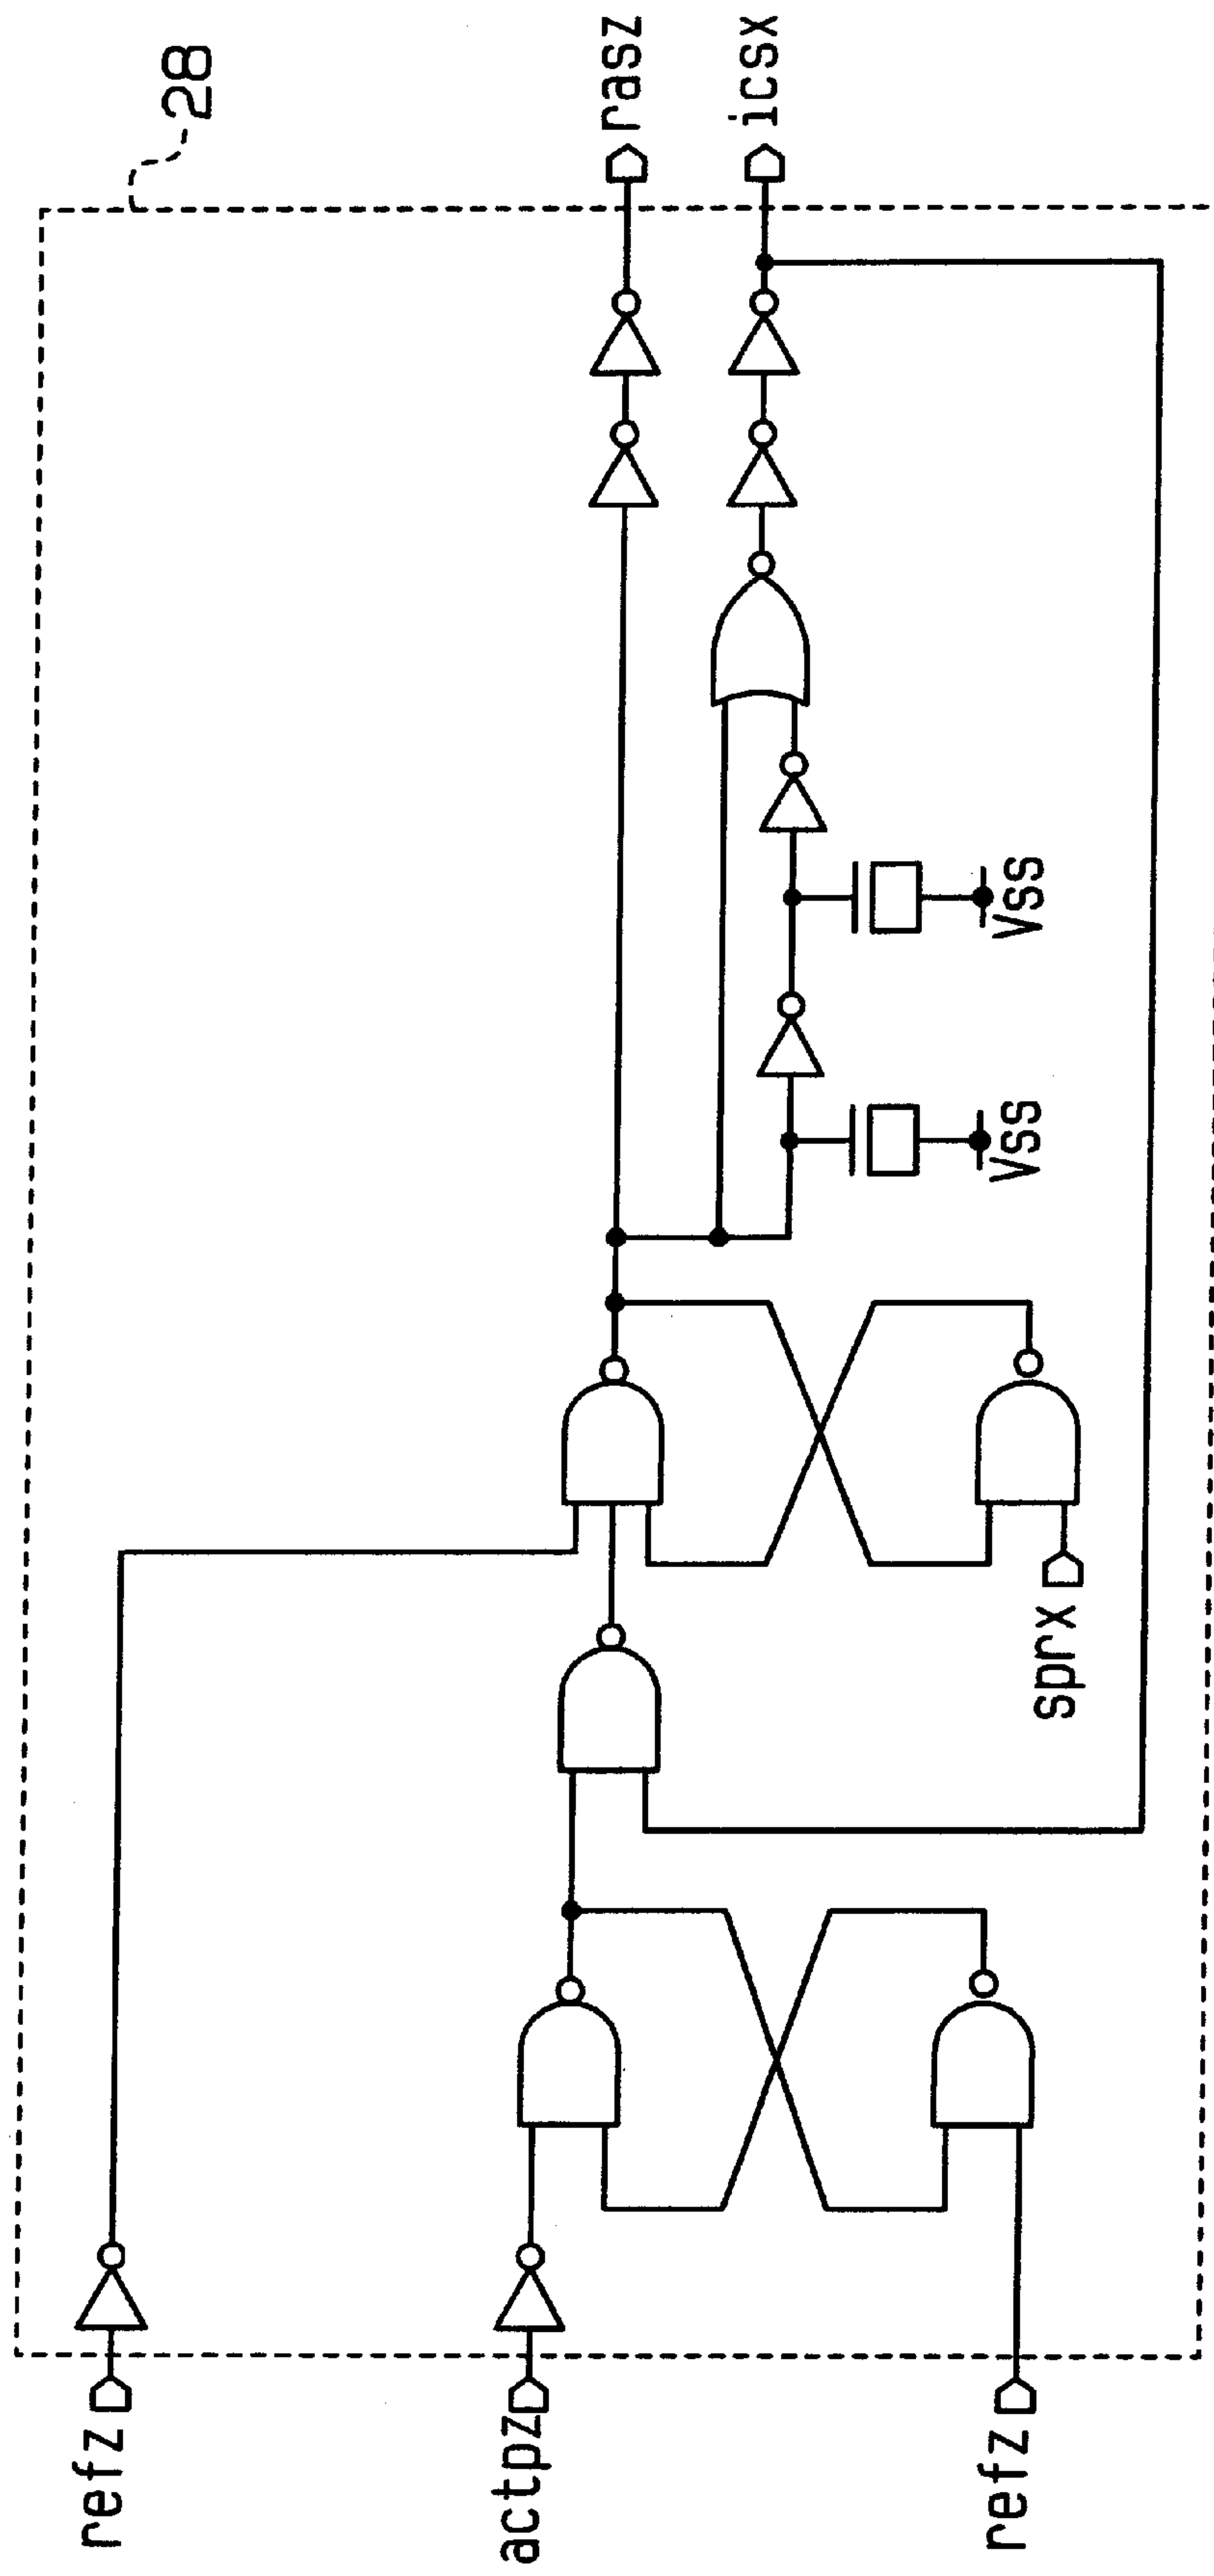 28
refz
rasz
actpz
icsx
Vss
Vss
sprx
refz